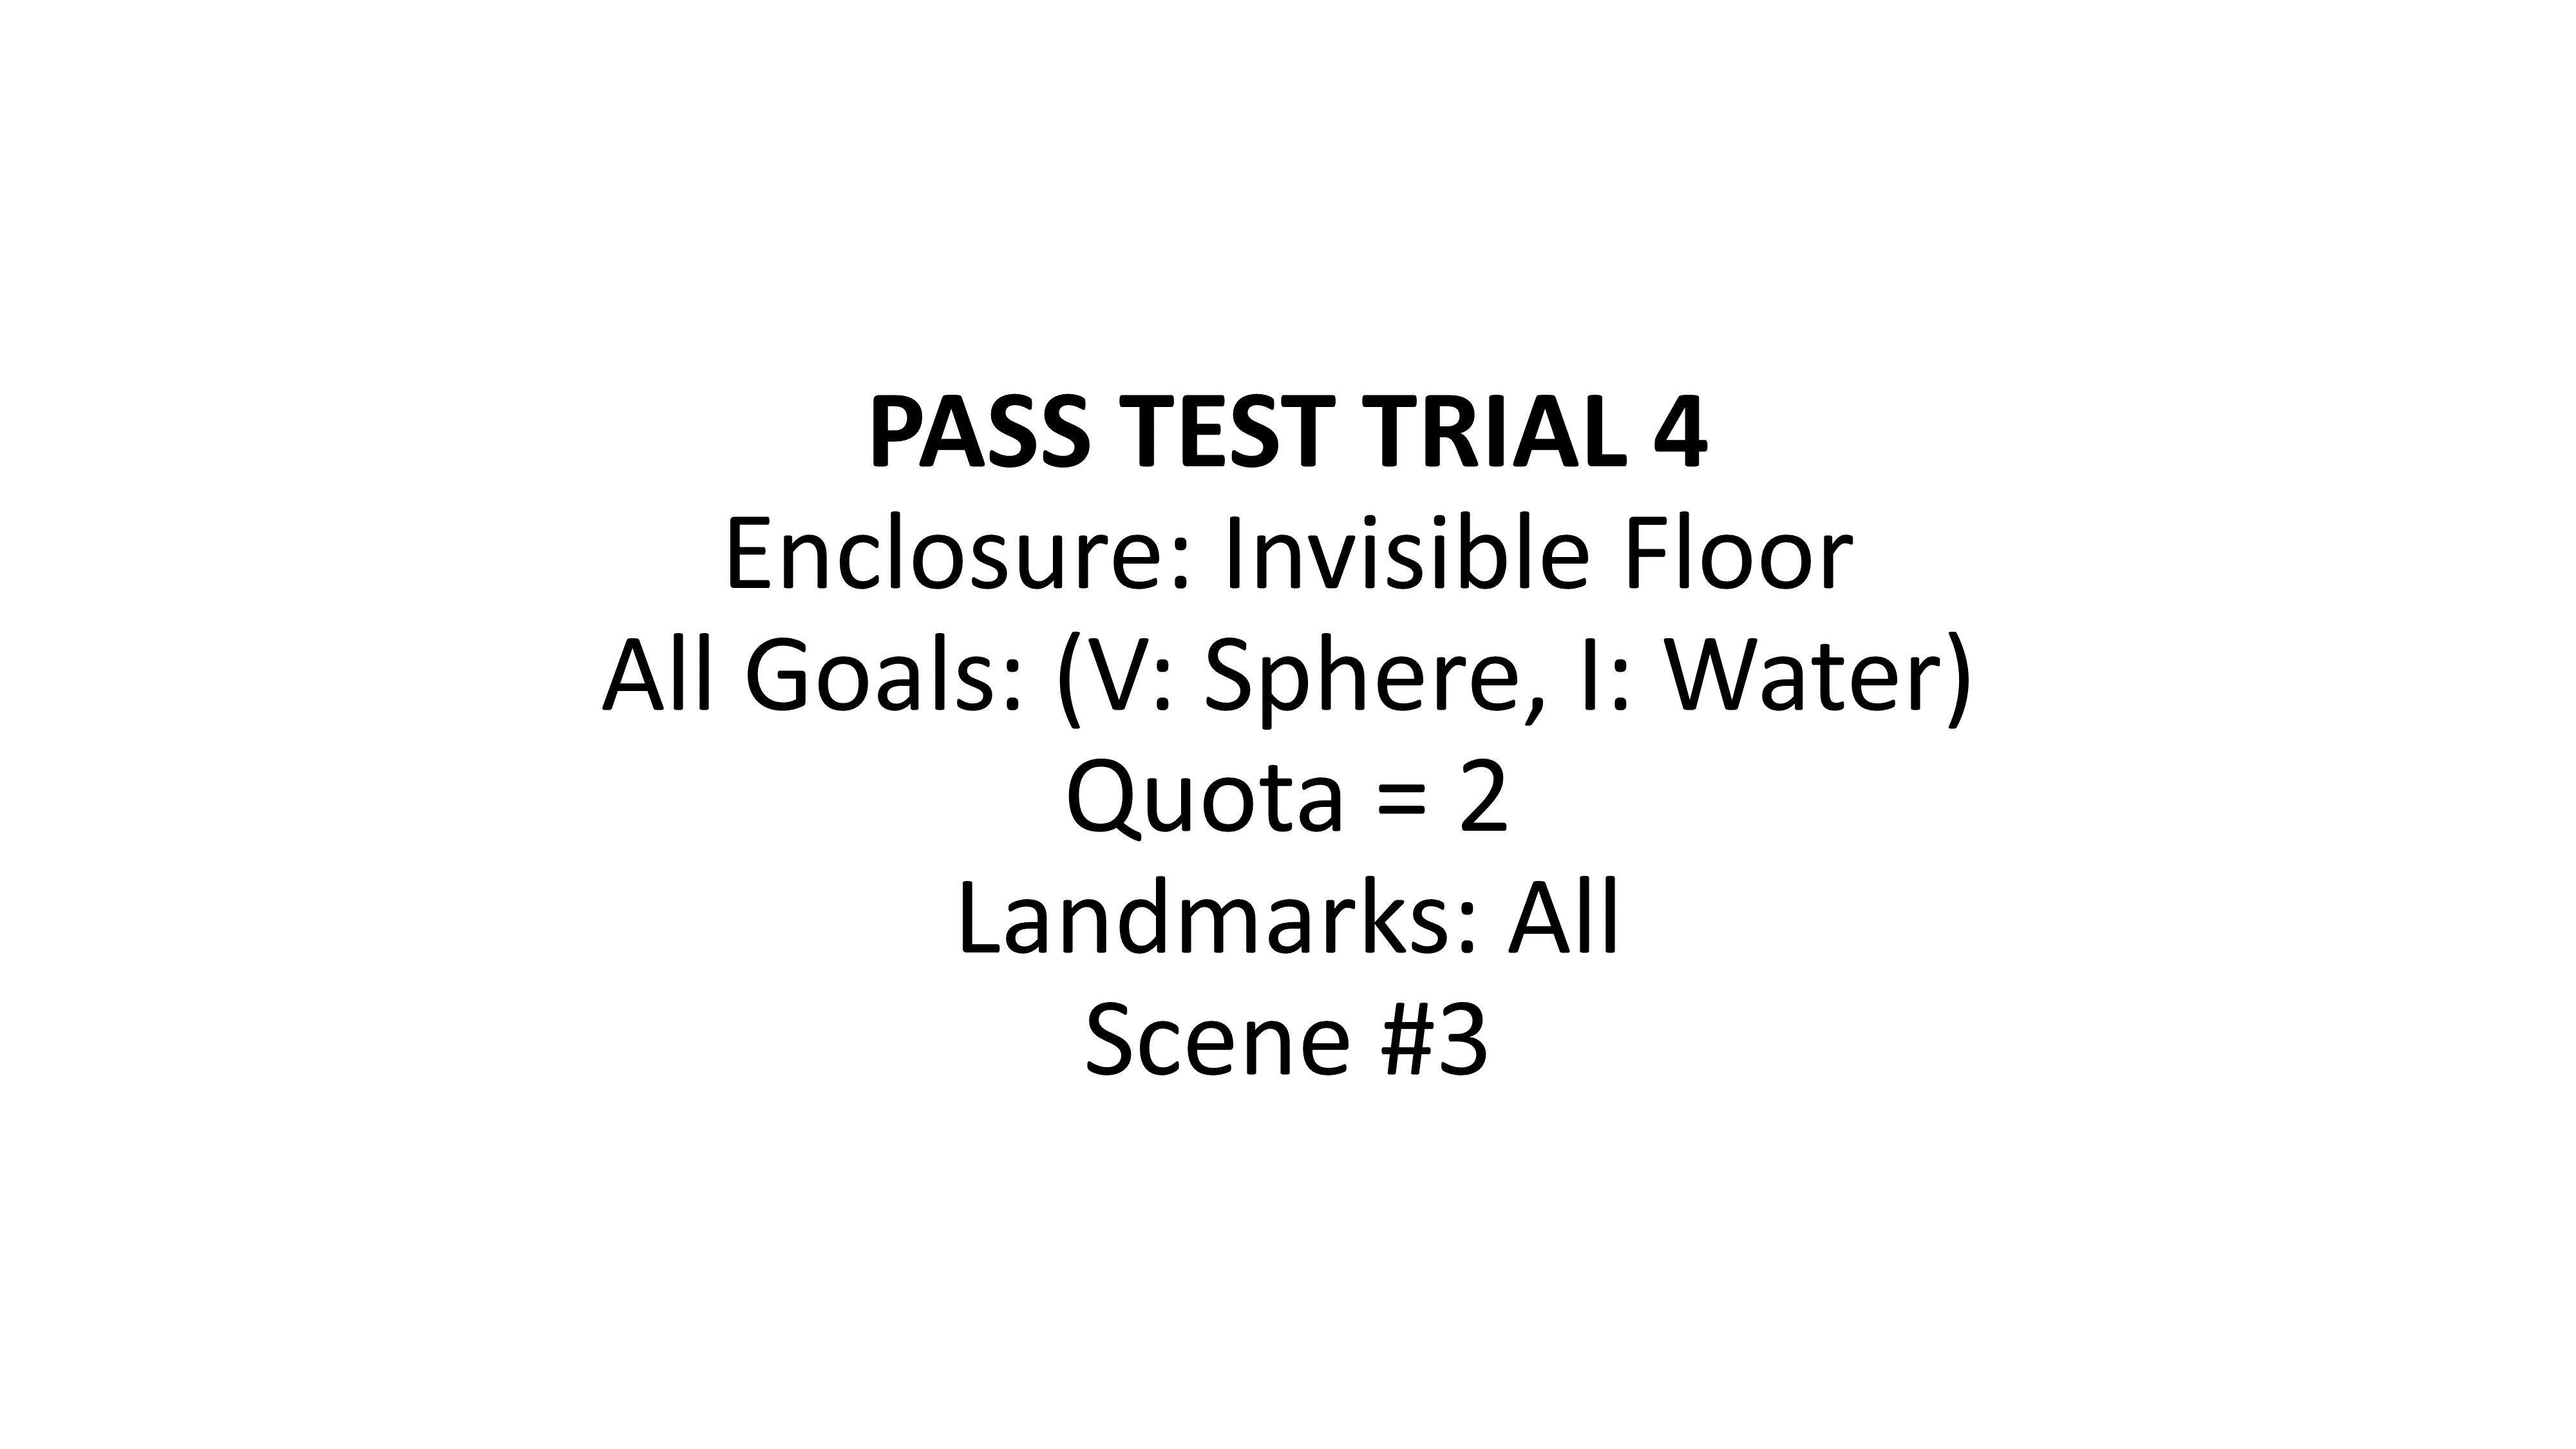 PASS TEST TRIAL 4
Enclosure: Invisible Floor
All Goals: (V: Sphere, I: Water)
Quota = 2
Landmarks: All
Scene #3